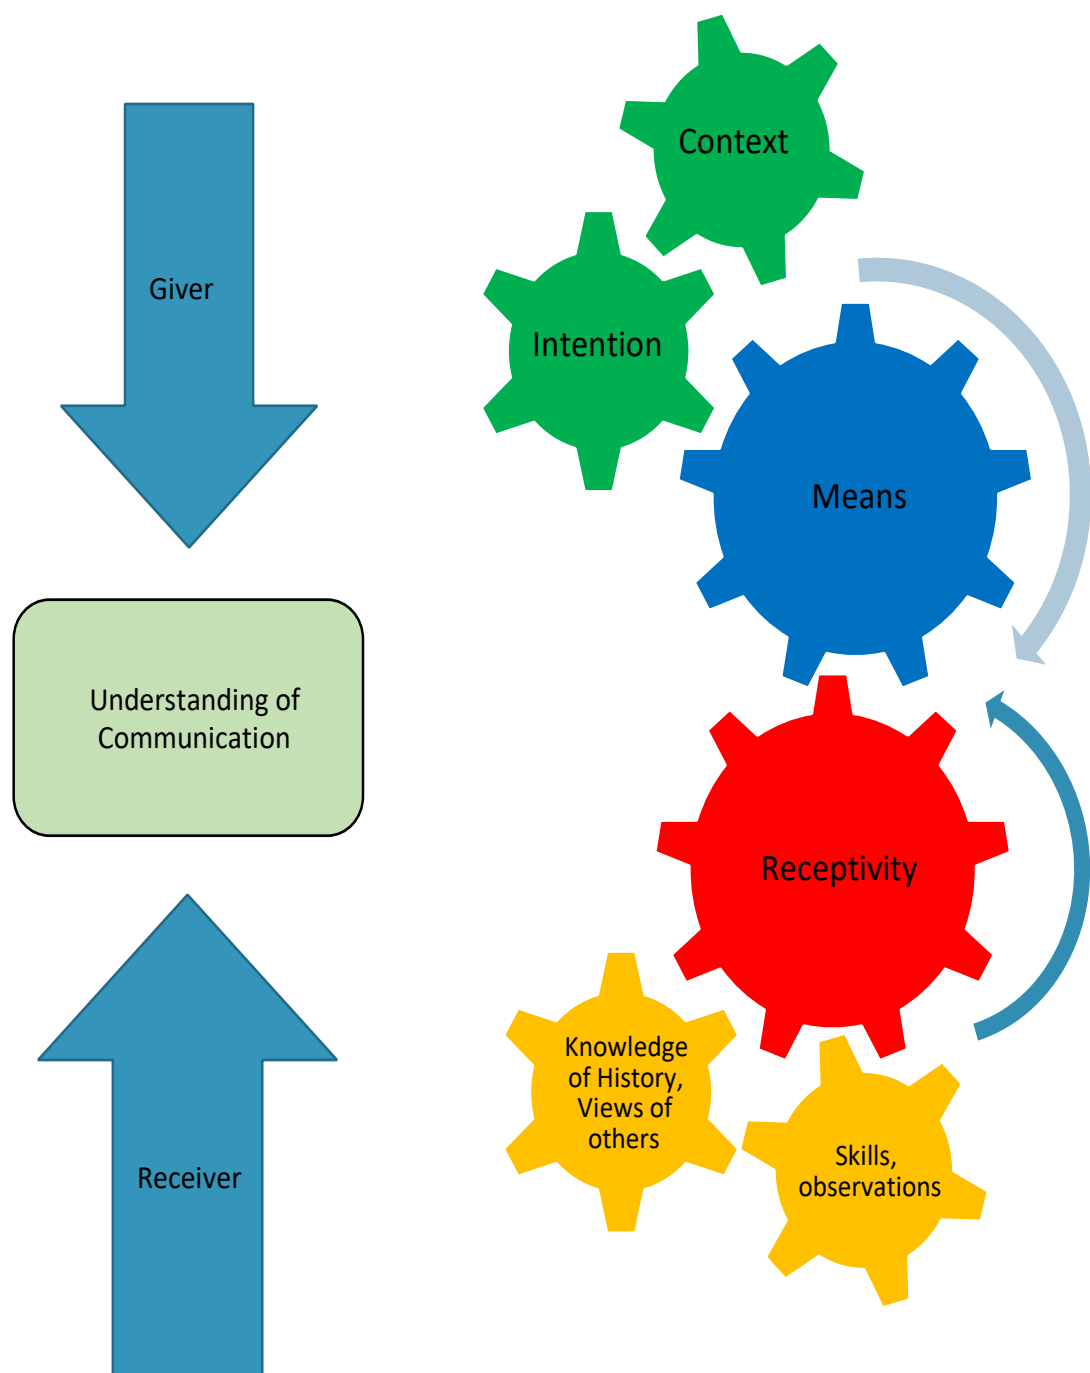 Context
Giver
Intention
Means
Understanding of
Communication
Receptivity
Knowledge
of History,
Views of
others
Skills,
observations
Receiver